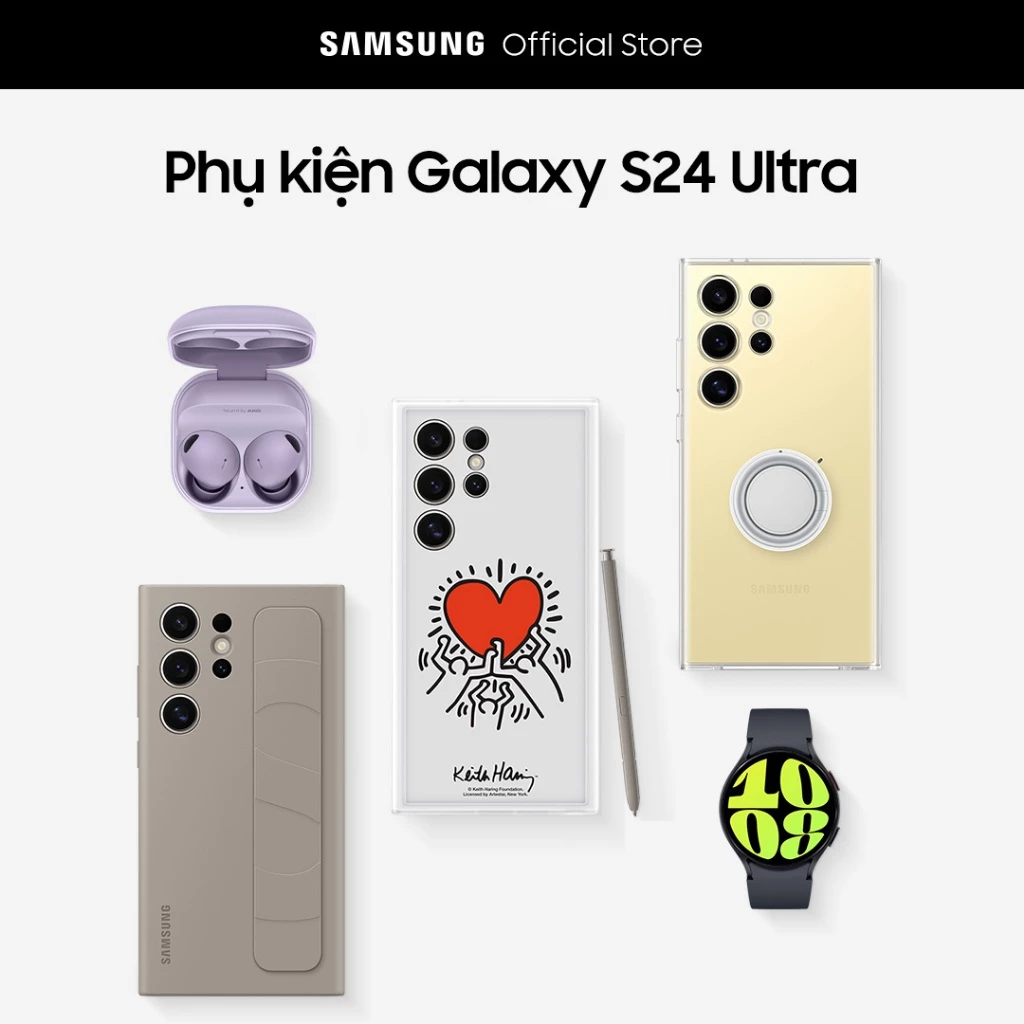 SAMSUNG Official Store
Phụ kiện Galaxy S24 Ultra
SAMSUNG
Keith Haring
© Keith Haring Foundation.
Licensed by Artestar, New York.
10
08
SAMSUNG